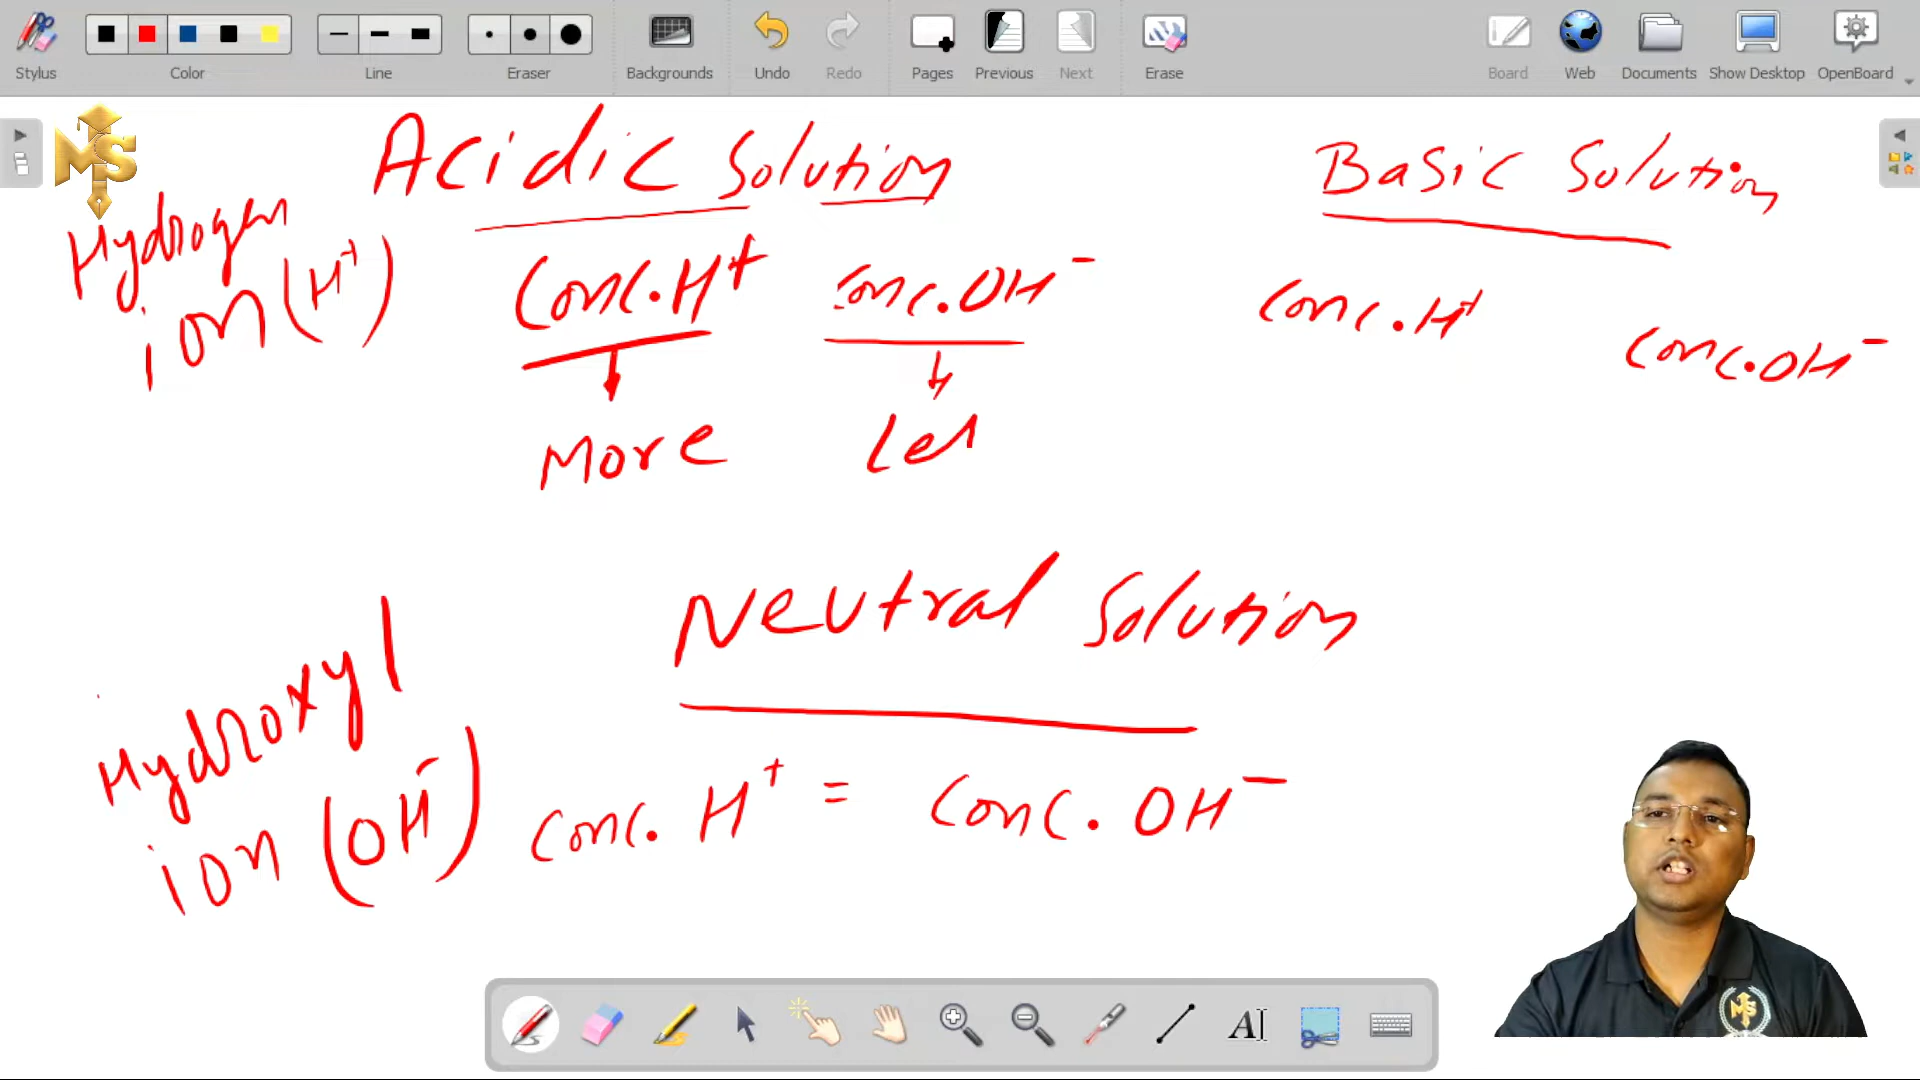 Stylus
Color
Line
Eraser
Backgrounds
Undo
Redo
Pages
Previous
Next
Erase
Board
Web
Documents
Show Desktop
OpenBoard
MS
Acidic Solution
Basic Solution
Hydrogen
ion (H+)
Conc. H+ Conc. OH-
Conc. H+
Conc. OH-
More Less
Neutral Solution
Hydroxyl
ion (OH-)
Conc. H+ = Conc. OH-
MS